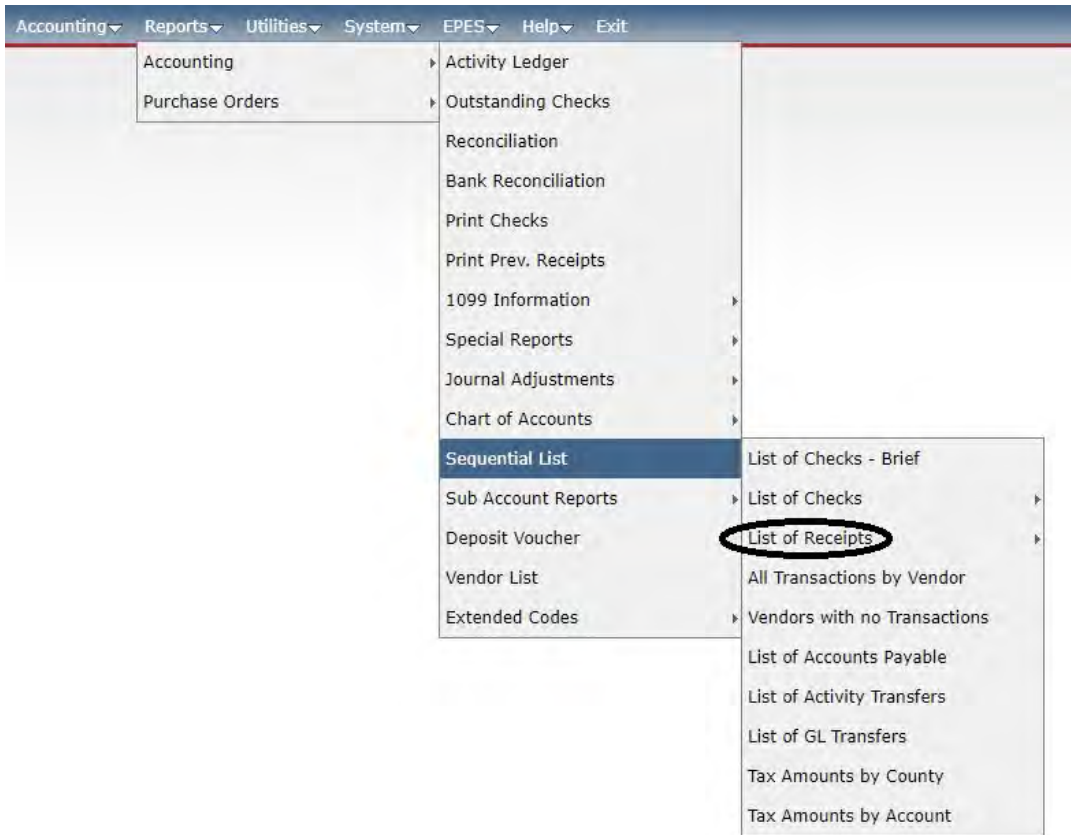 Accounting Reports Utilities System EPES Help Exit
Accounting
Purchase Orders
Activity Ledger
Outstanding Checks
Reconciliation
Bank Reconciliation
Print Checks
Print Prev. Receipts
1099 Information
Special Reports
Journal Adjustments
Chart of Accounts
Sequential List
Sub Account Reports
Deposit Voucher
Vendor List
Extended Codes
List of Checks - Brief
List of Checks
List of Receipts
All Transactions by Vendor
Vendors with no Transactions
List of Accounts Payable
List of Activity Transfers
List of GL Transfers
Tax Amounts by County
Tax Amounts by Account